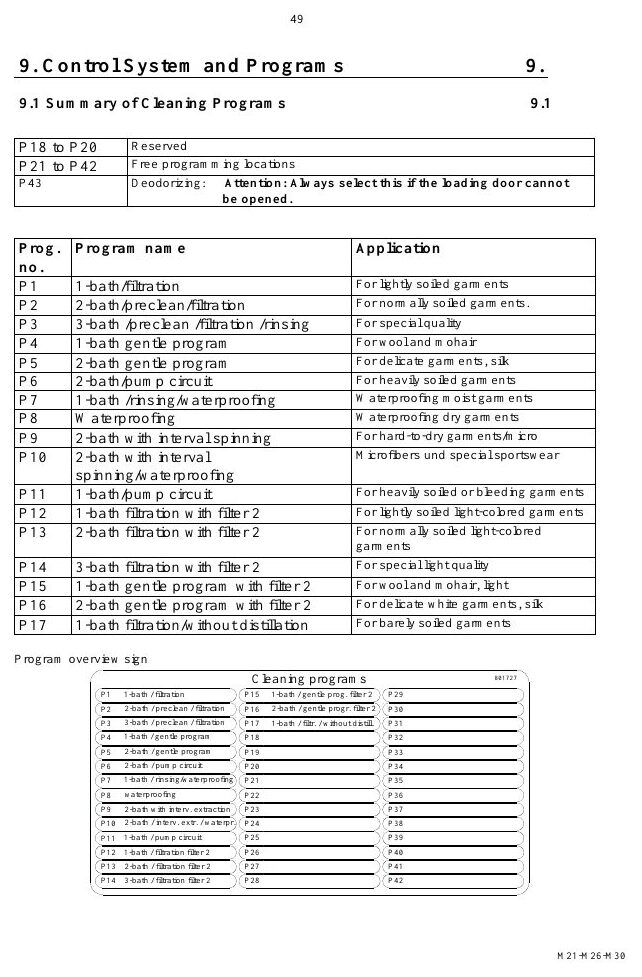 49
9. Control System and Programs 9.
9.1 Summary of Cleaning Programs 9.1
P18 to P20 Reserved
P21 to P42 Free programming locations
P43 Deodorizing: Attention: Always select this if the loading door cannot
be opened.
Prog. Program name Application
no.
P1 1-bath/filtration For lightly soiled garments
P2 2-bath/preclean/filtration For normally soiled garments.
P3 3-bath /preclean /filtration /rinsing For special quality
P4 1-bath gentle program For wool and mohair
P5 2-bath gentle program For delicate garments, silk
P6 2-bath/pump circuit For heavily soiled garments
P7 1-bath /rinsing/waterproofing Waterproofing moist garments
P8 Waterproofing Waterproofing dry garments
P9 2-bath with interval spinning For hard-to-dry garments/micro
P10 2-bath with interval Microfibers und special sportswear
spinning/waterproofing
P11 1-bath/pump circuit For heavily soiled or bleeding garments
P12 1-bath filtration with filter 2 For lightly soiled light-colored garments
P13 2-bath filtration with filter 2 For normally soiled light-colored
garments
P14 3-bath filtration with filter 2 For special light quality
P15 1-bath gentle program with filter 2 For wool and mohair, light
P16 2-bath gentle program with filter 2 For delicate white garments, silk
P17 1-bath filtration/without distillation For barely soiled garments
Program overview sign
Cleaning programs 801727
P1 1-bath / filtration P15 1-bath / gentle prog. filter 2 P29
P2 2-bath / preclean / filtration P16 2-bath / gentle progr. filter 2 P30
P3 3-bath / preclean / filtration P17 1-bath / filtr. / without distill. P31
P4 1-bath / gentle program P18 P32
P5 2-bath / gentle program P19 P33
P6 2-bath / pump circuit P20 P34
P7 1-bath / rinsing/waterproofing P21 P35
P8 waterproofing P22 P36
P9 2-bath with interv. extraction P23 P37
P10 2-bath / interv. extr. / waterpr. P24 P38
P11 1-bath / pump circuit P25 P39
P12 1-bath / filtration filter 2 P26 P40
P13 2-bath / filtration filter 2 P27 P41
P14 3-bath / filtration filter 2 P28 P42
M21-M26-M30